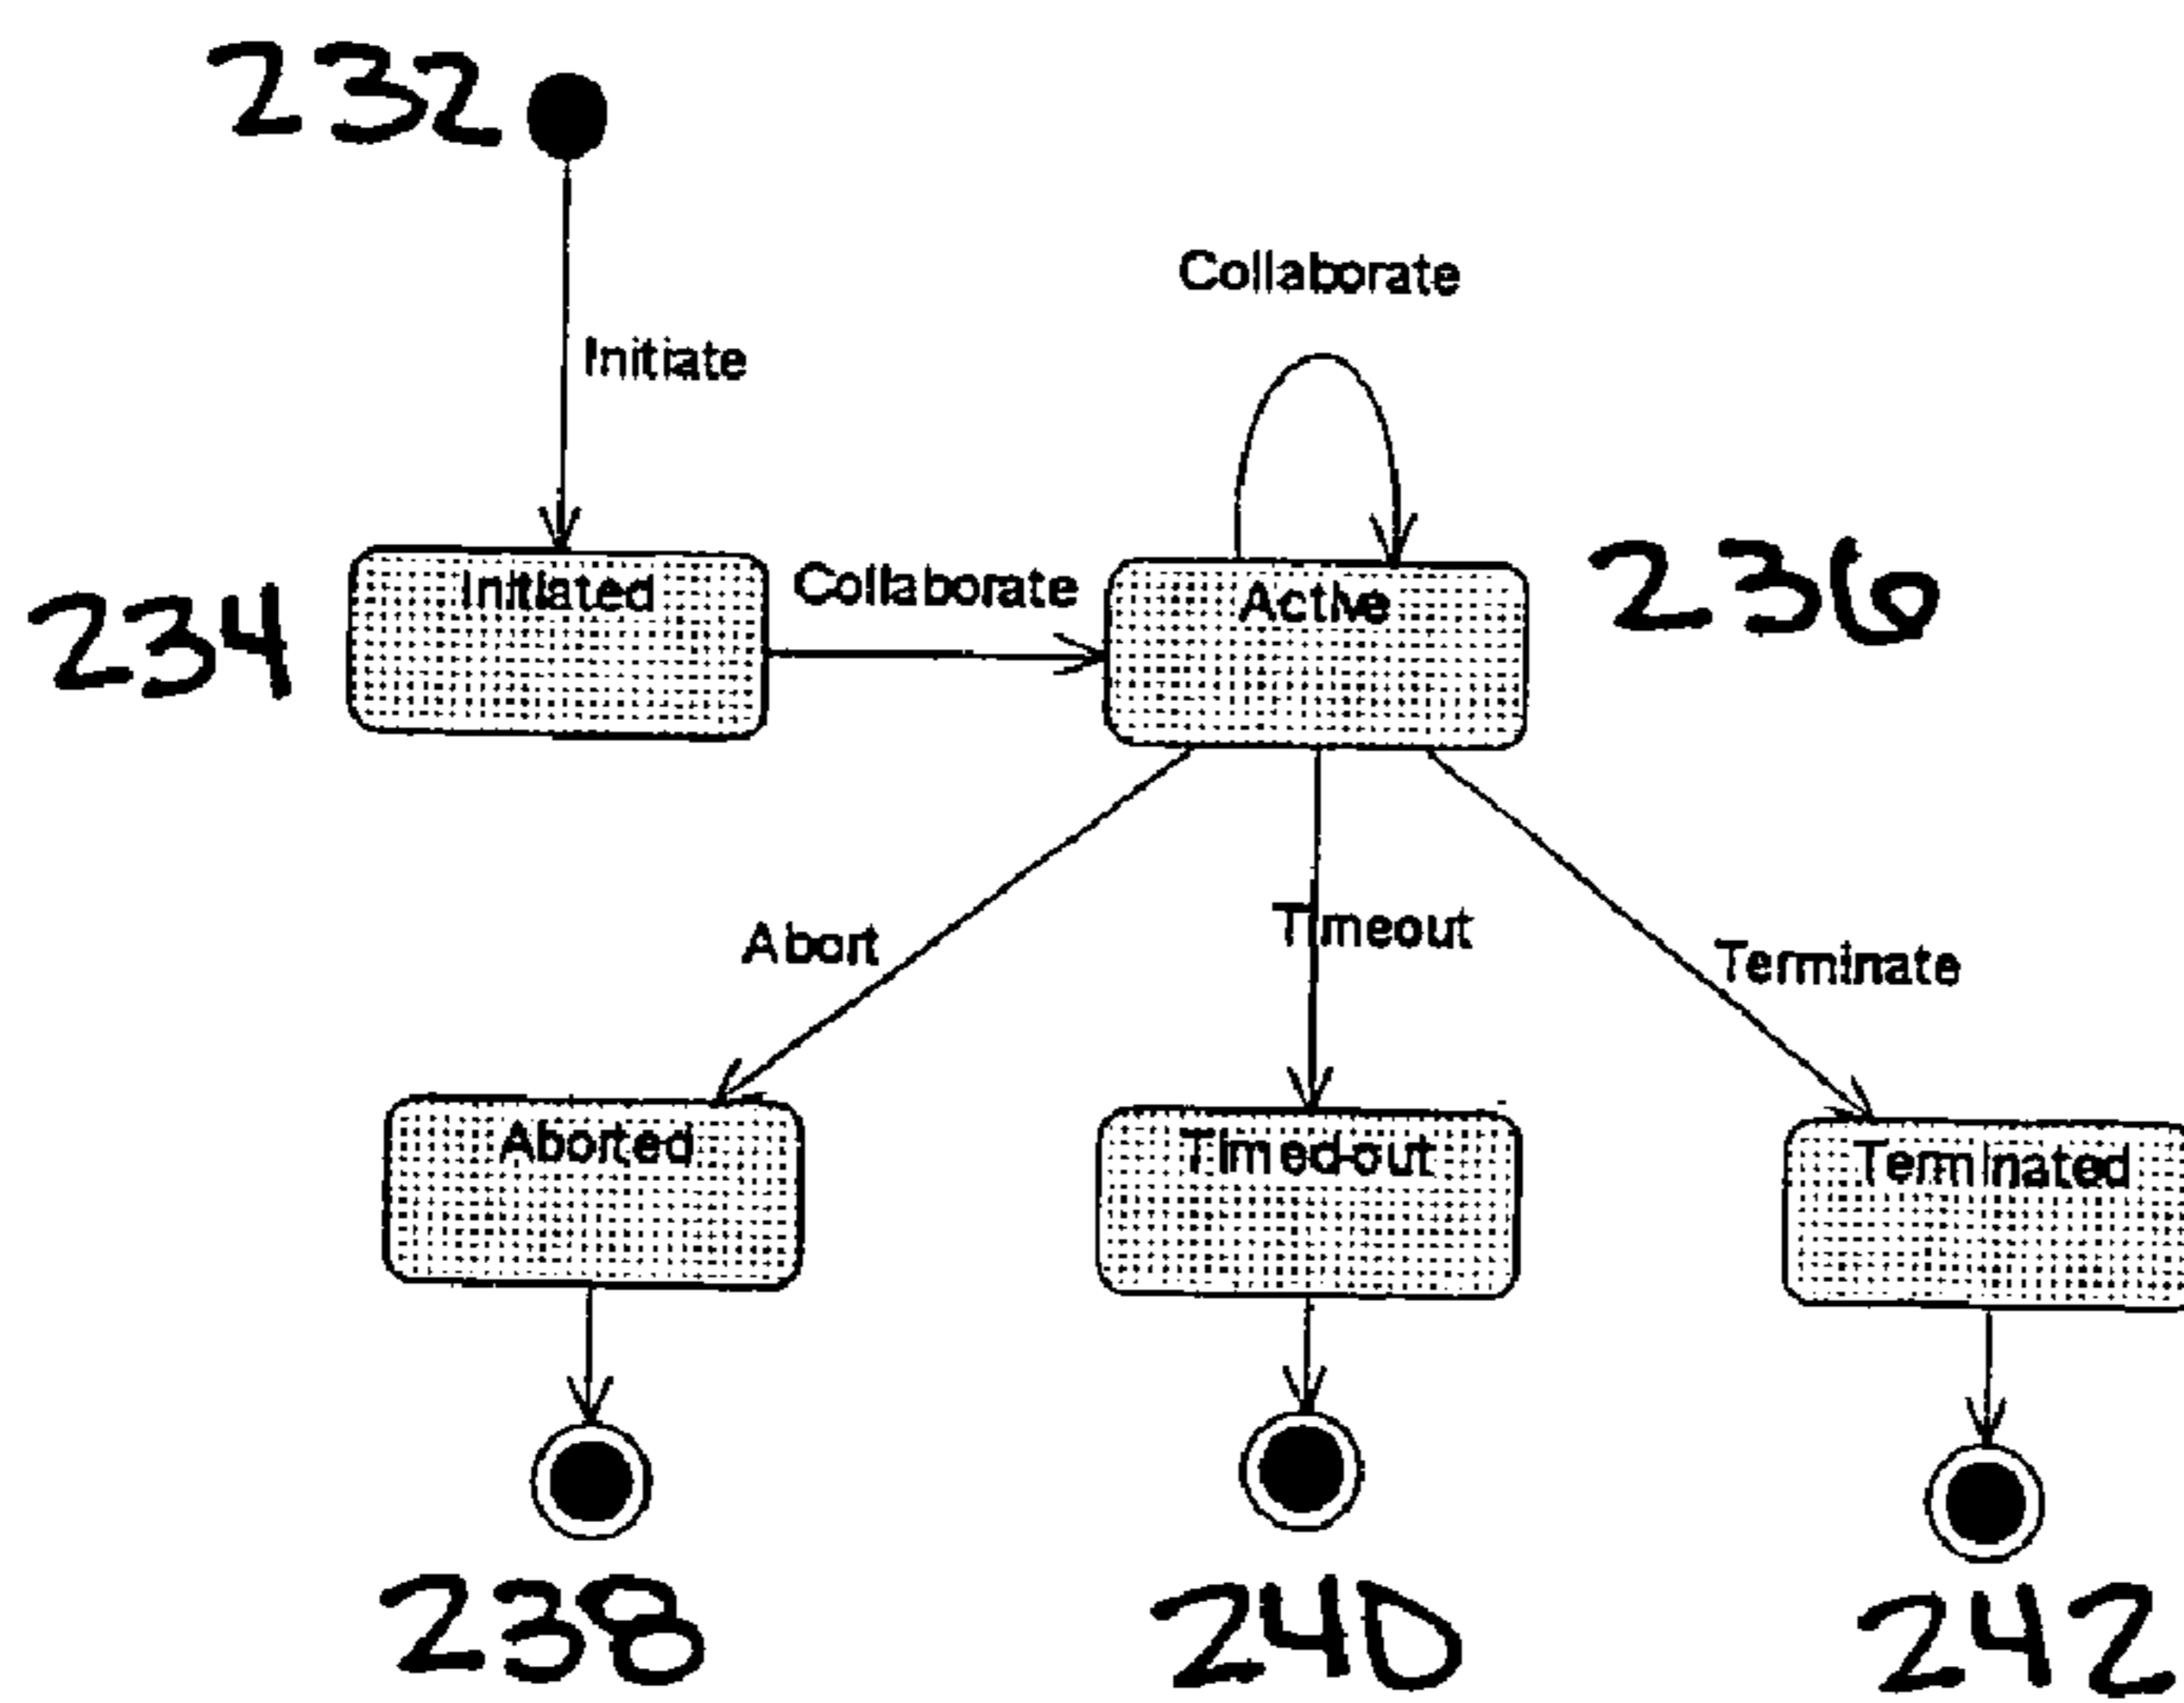 232
Initiate
Collaborate
234
Initiated
Collaborate
Active
236
Abort
Timeout
Terminate
Aborted
Timed-out
Terminated
238
240
242